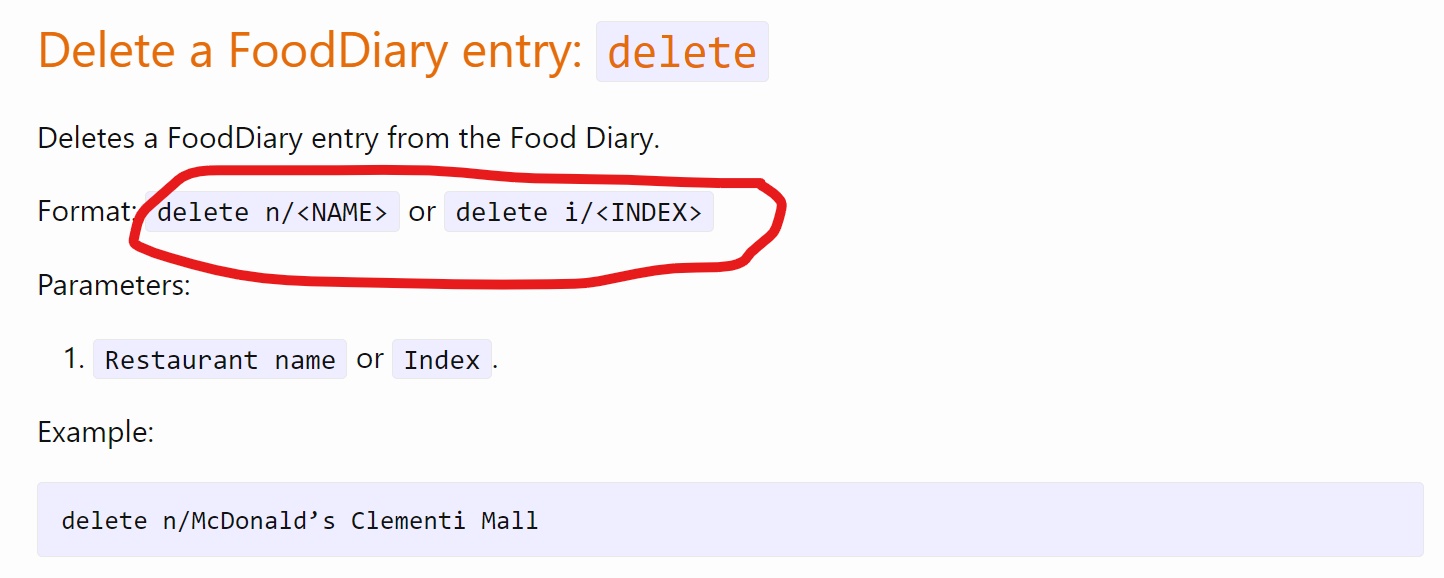 Delete a FoodDiary entry: delete
Deletes a FoodDiary entry from the Food Diary.
Format: delete n/<NAME> or delete i/<INDEX>
Parameters:
1. Restaurant name or Index.
Example:
delete n/McDonald’s Clementi Mall